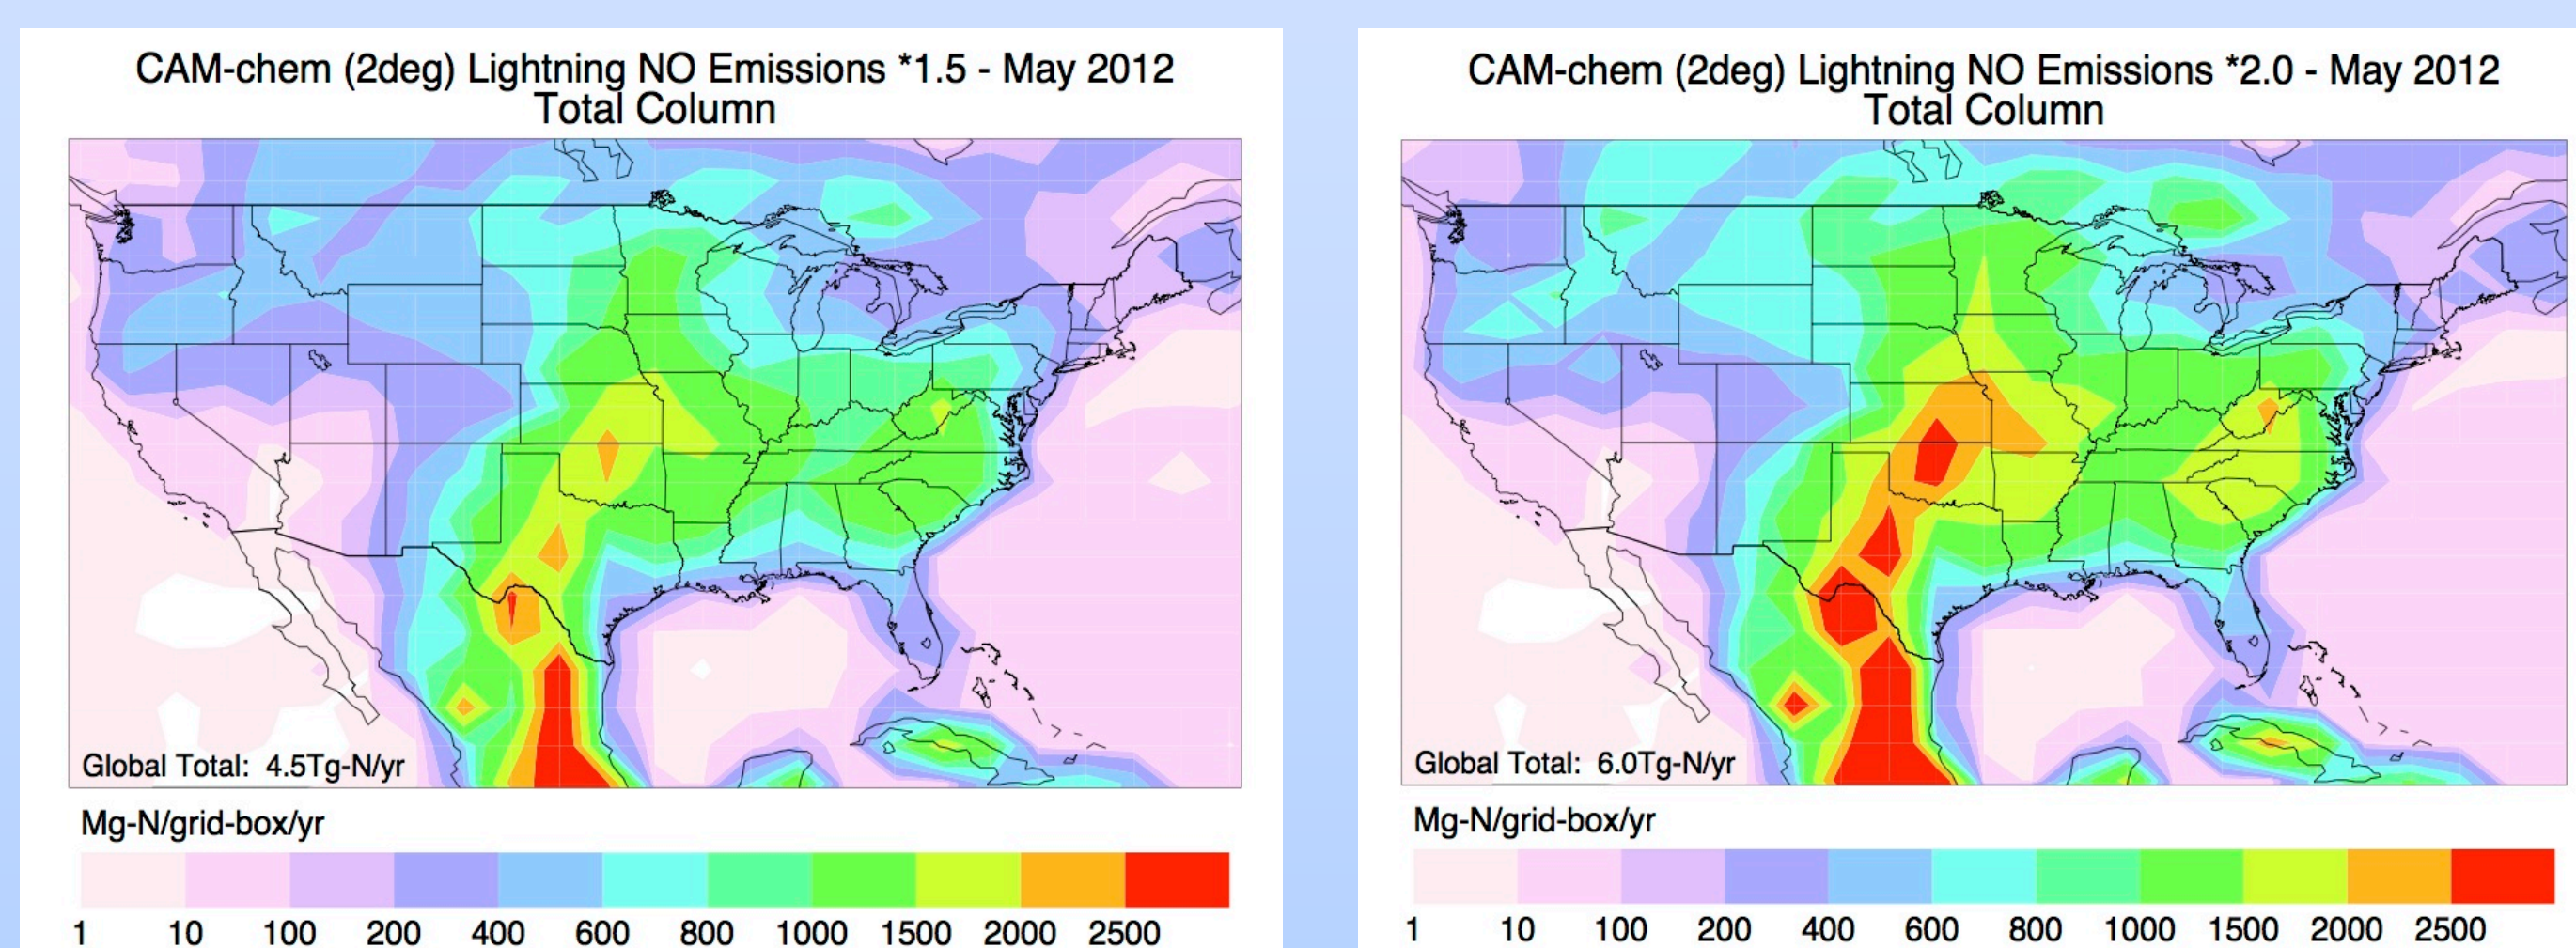 CAM-chem (2deg) Lightning NO Emissions *1.5 - May 2012
Total Column
Global Total: 4.5Tg-N/yr
Mg-N/grid-box/yr
1 10 100 200 400 600 800 1000 1500 2000 2500
CAM-chem (2deg) Lightning NO Emissions *2.0 - May 2012
Total Column
Global Total: 6.0Tg-N/yr
Mg-N/grid-box/yr
1 10 100 200 400 600 800 1000 1500 2000 2500